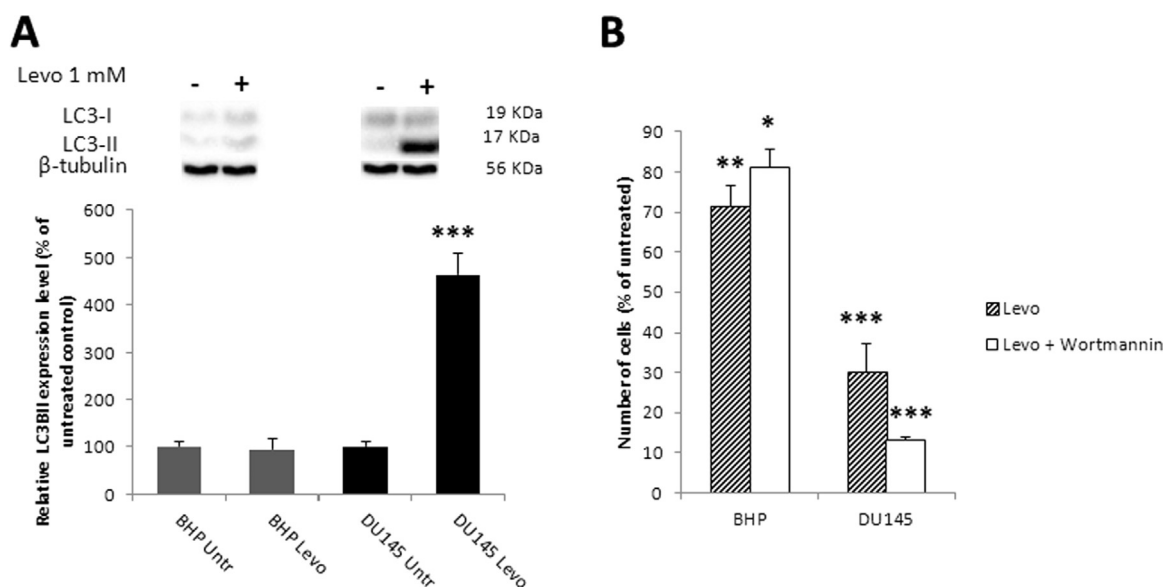 A
Levo 1 mM
- + - +
LC3-I 19 KDa
LC3-II 17 KDa
β-tubulin 56 KDa
Relative LC3BII expression level (% of
untreated control)
600
500
400
300
200
100
0
***
BHP Untr
BHP Levo
DU145 Untr
DU145 Levo
B
Number of cells (% of untreated)
90
80
70
60
50
40
30
20
10
0
**
*
***
***
BHP DU145
Levo
Levo + Wortmannin